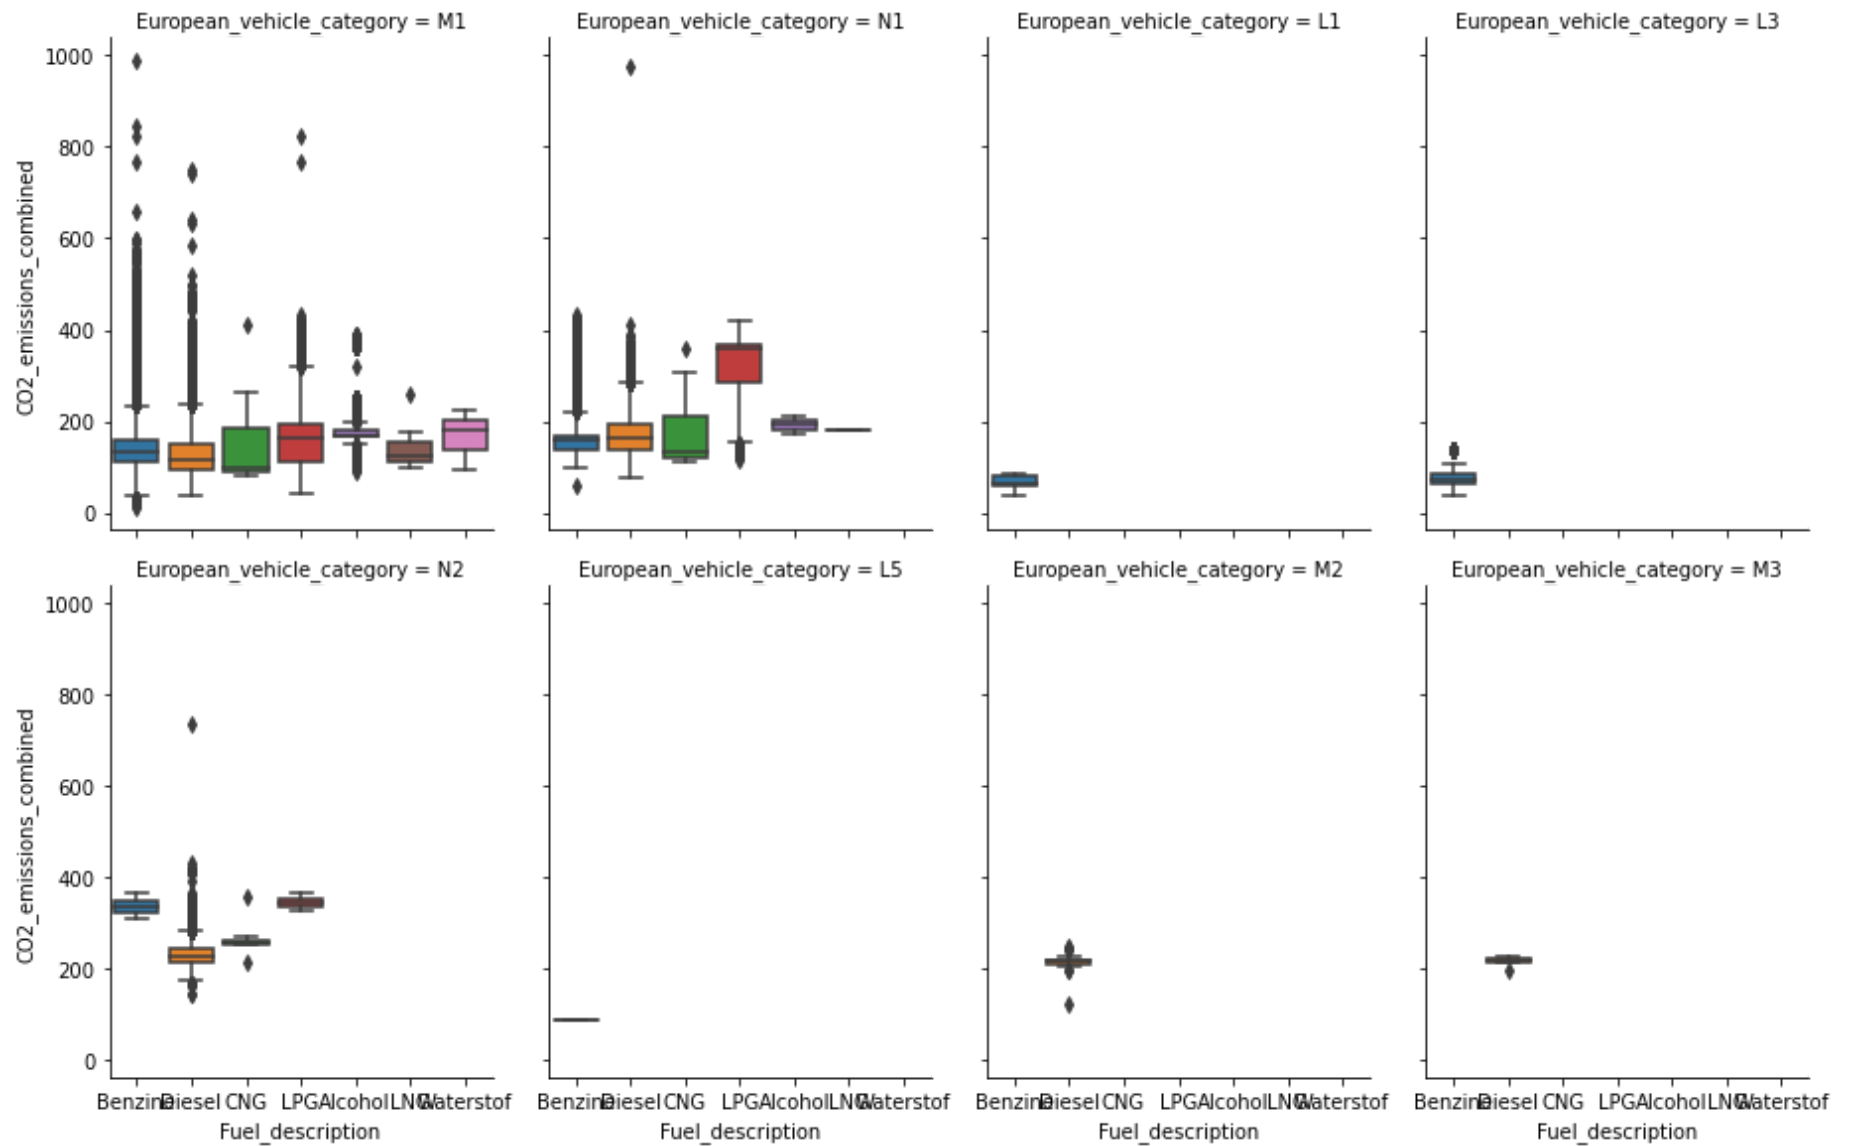 European_vehicle_category = M1
European_vehicle_category = N1
European_vehicle_category = L1
European_vehicle_category = L3
1000
800
600
400
200
0
CO2_emissions_combined
European_vehicle_category = N2
European_vehicle_category = L5
European_vehicle_category = M2
European_vehicle_category = M3
1000
800
600
400
200
0
CO2_emissions_combined
Benzine Diesel CNG LPG Alcohol LNG Waterstof
Benzine Diesel CNG LPG Alcohol LNG Waterstof
Benzine Diesel CNG LPG Alcohol LNG Waterstof
Benzine Diesel CNG LPG Alcohol LNG Waterstof
Fuel_description
Fuel_description
Fuel_description
Fuel_description